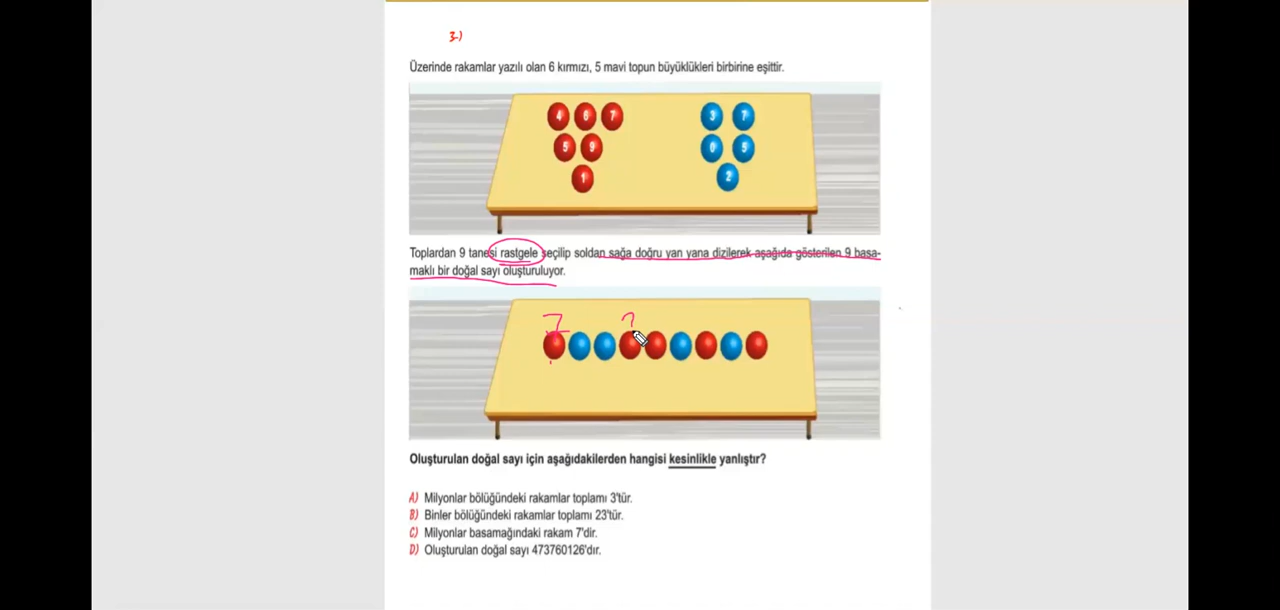 3-)
Üzerinde rakamlar yazılı olan 6 kırmızı, 5 mavi topun büyüklükleri birbirine eşittir.
4 6 7 3 7
5 9 0 5
1 2
Toplardan 9 tanesi rastgele seçilip soldan sağa doğru yan yana dizilerek aşağıda gösterilen 9 basa-
maklı bir doğal sayı oluşturuluyor.
7 ?
Oluşturulan doğal sayı için aşağıdakilerden hangisi kesinlikle yanlıştır?
A) Milyonlar bölüğündeki rakamlar toplamı 3'tür.
B) Binler bölüğündeki rakamlar toplamı 23'tür.
C) Milyonlar basamağındaki rakam 7'dir.
D) Oluşturulan doğal sayı 473760126'dır.